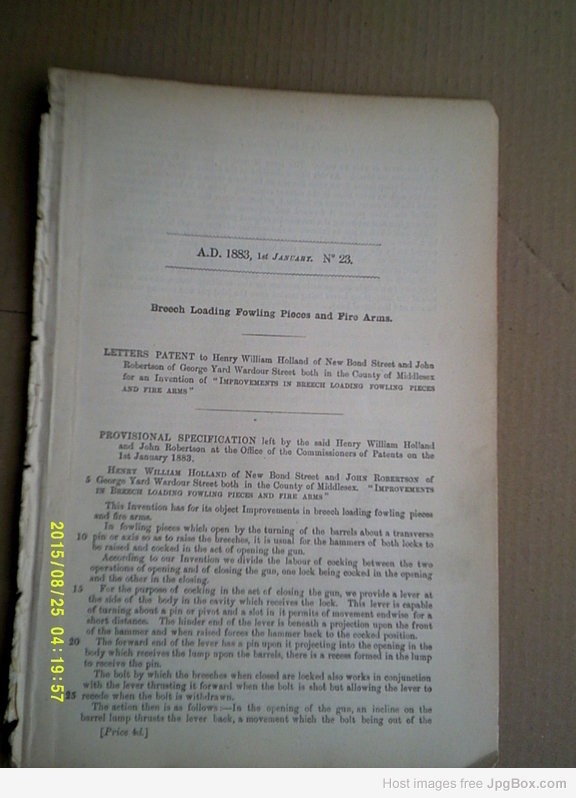 A.D. 1883, 1st JANUARY. No 23.
Breech Loading Fowling Pieces and Fire Arms.
LETTERS PATENT to Henry William Holland of New Bond Street and John
Robertson of George Yard Wardour Street both in the County of Middlesex
for an Invention of "IMPROVEMENTS IN BREECH LOADING FOWLING PIECES
AND FIRE ARMS"
PROVISIONAL SPECIFICATION left by the said Henry William Holland
and John Robertson at the Office of the Commissioners of Patents on the
1st January 1883.
HENRY WILLIAM HOLLAND of New Bond Street and JOHN ROBERTSON of
5 George Yard Wardour Street both in the County of Middlesex. "IMPROVEMENTS
IN BREECH LOADING FOWLING PIECES AND FIRE ARMS"
This Invention has for its object Improvements in breech loading fowling pieces
and fire arms.
In fowling pieces which open by the turning of the barrels about a transverse
10 pin or axis so as to raise the breeches, it is usual for the hammers of both locks to
be raised and cocked in the act of opening the gun.
According to our Invention we divide the labour of cocking between the two
operations of opening and of closing the gun, one lock being cocked in the opening
and the other in the closing.
15 For the purpose of cocking in the act of closing the gun, we provide a lever at
the side of the body in the cavity which receives the lock. This lever is capable
of turning about a pin or pivot and a slot in it permits of movement endwise for a
short distance. The hinder end of the lever is beneath a projection upon the front
of the hammer and when raised forces the hammer back to the cocked position.
20 The forward end of the lever has a pin upon it projecting into the opening in the
body which receives the lump upon the barrels, there is a recess formed in the lump
to receive the pin.
The bolt by which the breeches when closed are locked also works in conjunction
with the lever thrusting it forward when the bolt is shot but allowing the lever to
25 recede when the bolt is withdrawn.
The action then is as follows:—In the opening of the gun, an incline on the
barrel lump thrusts the lever back, a movement which the bolt being out of the
[Price 4d.]
2015/08/25 04:19:57
Host images free JpgBox.com